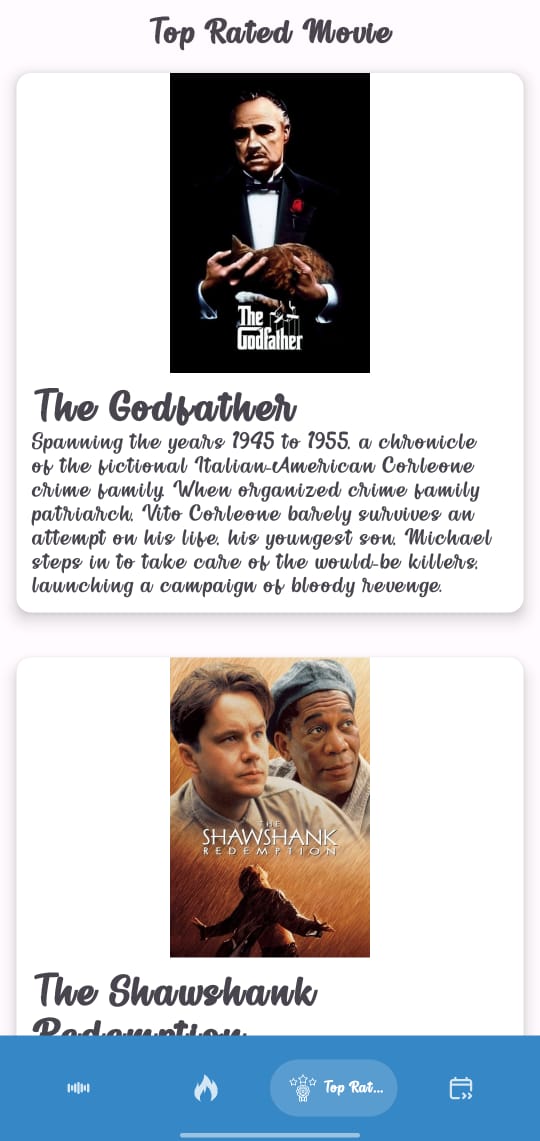 Top Rated Movie
The
Godfather
The Godfather
Spanning the years 1945 to 1955, a chronicle
of the fictional Italian-American Corleone
crime family. When organized crime family
patriarch, Vito Corleone barely survives an
attempt on his life, his youngest son, Michael
steps in to take care of the would-be killers,
launching a campaign of bloody revenge.
THE
SHAWSHANK
REDEMPTION
The Shawshank
Redemption
Top Rat...